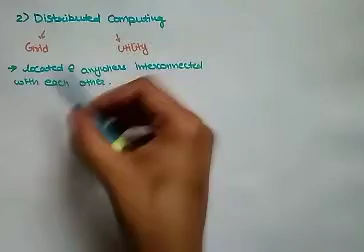 2) Distributed Computing
Grid Utility
→ located @ anywhere interconnected
with each other.